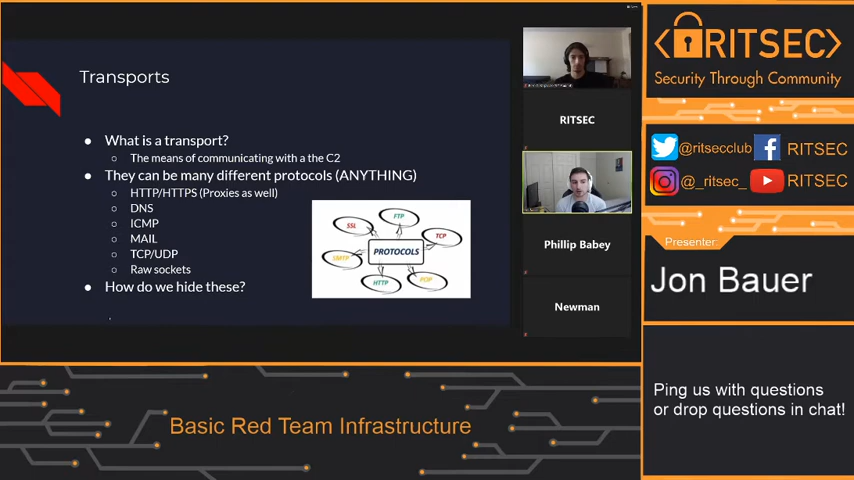 Transports
What is a transport?
The means of communicating with a the C2
They can be many different protocols (ANYTHING)
HTTP/HTTPS (Proxies as well)
DNS
ICMP
MAIL
TCP/UDP
Raw sockets
How do we hide these?
FTP
SSL
TCP
PROTOCOLS
SMTP
HTTP
POP
RITSEC
Phillip Babey
Newman
<RITSEC>
Security Through Community
@ritsecclub
RITSEC
@_ritsec_
RITSEC
Presenter:
Jon Bauer
Ping us with questions
or drop questions in chat!
Basic Red Team Infrastructure